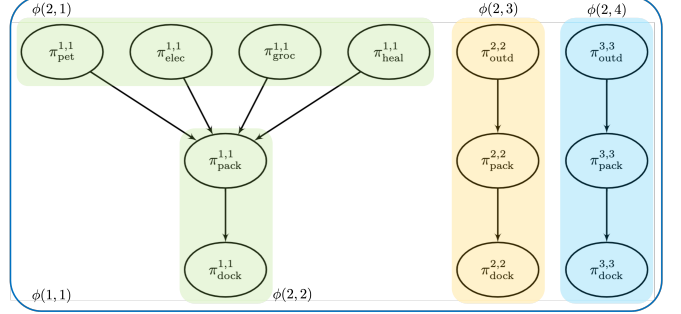 ϕ(2,1) ϕ(2,3) ϕ(2,4)
π^{1,1}_{pet} π^{1,1}_{elec} π^{1,1}_{groc} π^{1,1}_{heal} π^{2,2}_{outd} π^{3,3}_{outd}
π^{1,1}_{pack} π^{2,2}_{pack} π^{3,3}_{pack}
π^{1,1}_{dock} π^{2,2}_{dock} π^{3,3}_{dock}
ϕ(1,1) ϕ(2,2)